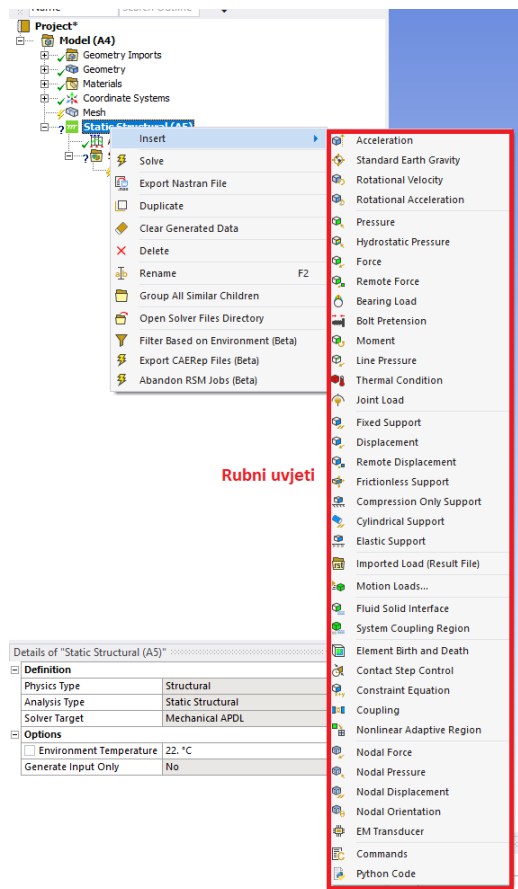 Name Search Outline
Project*
Model (A4)
Geometry Imports
Geometry
Materials
Coordinate Systems
Mesh
Static Structural (A5)
Insert
Solve
Export Nastran File
Duplicate
Clear Generated Data
Delete
Rename F2
Group All Similar Children
Open Solver Files Directory
Filter Based on Environment (Beta)
Export CAERep Files (Beta)
Abandon RSM Jobs (Beta)
Acceleration
Standard Earth Gravity
Rotational Velocity
Rotational Acceleration
Pressure
Hydrostatic Pressure
Force
Remote Force
Bearing Load
Bolt Pretension
Moment
Line Pressure
Thermal Condition
Joint Load
Fixed Support
Displacement
Remote Displacement
Frictionless Support
Compression Only Support
Cylindrical Support
Elastic Support
Imported Load (Result File)
Motion Loads...
Fluid Solid Interface
System Coupling Region
Element Birth and Death
Contact Step Control
Constraint Equation
Coupling
Nonlinear Adaptive Region
Nodal Force
Nodal Pressure
Nodal Displacement
Nodal Orientation
EM Transducer
Commands
Python Code
Rubni uvjeti
Details of "Static Structural (A5)"
Definition
Physics Type Structural
Analysis Type Static Structural
Solver Target Mechanical APDL
Options
Environment Temperature 22. °C
Generate Input Only No